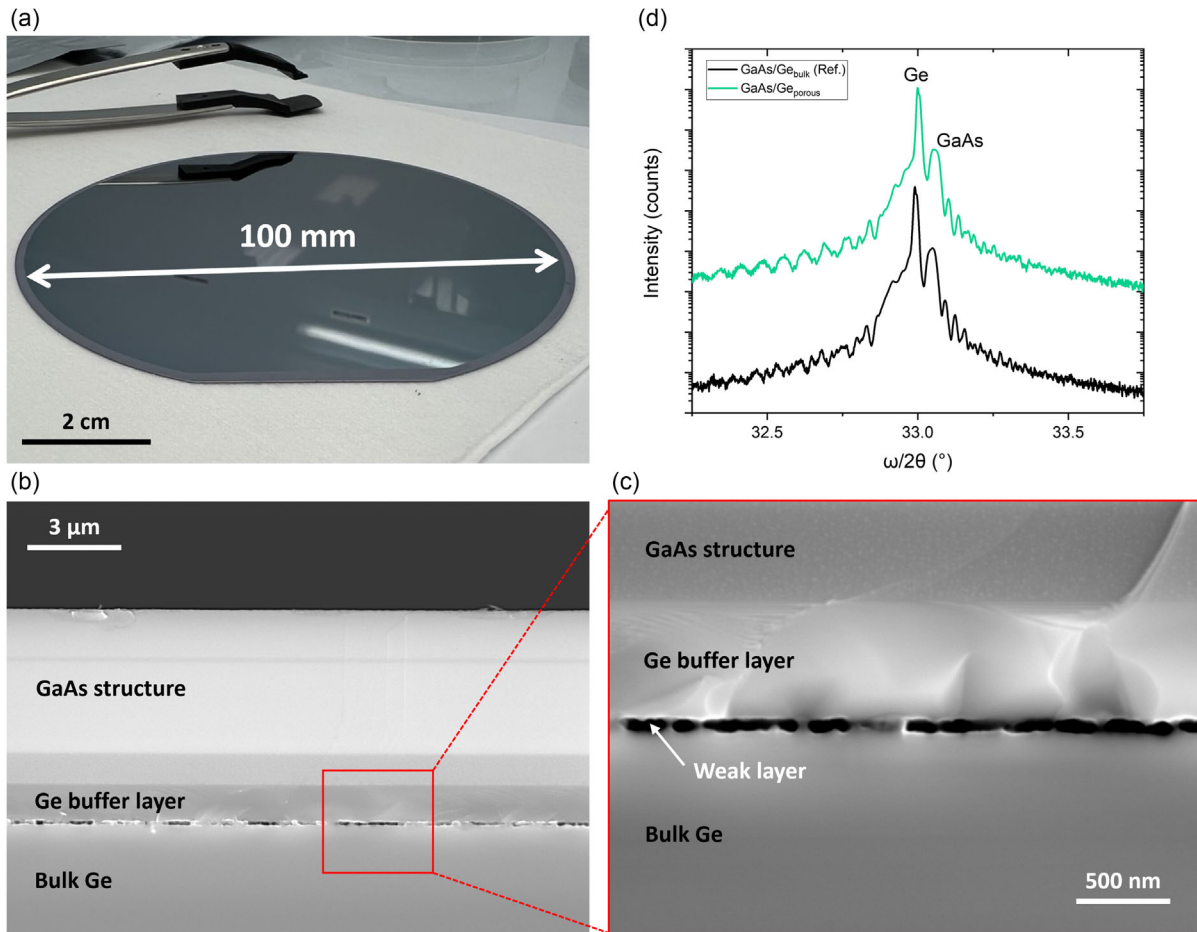 (a)
100 mm
2 cm
(d)
GaAs/Ge_bulk (Ref.)
GaAs/Ge_porous
Ge
GaAs
Intensity (counts)
32.5 33.0 33.5
ω/2θ (°)
(b)
3 µm
GaAs structure
Ge buffer layer
Bulk Ge
(c)
GaAs structure
Ge buffer layer
Weak layer
Bulk Ge
500 nm